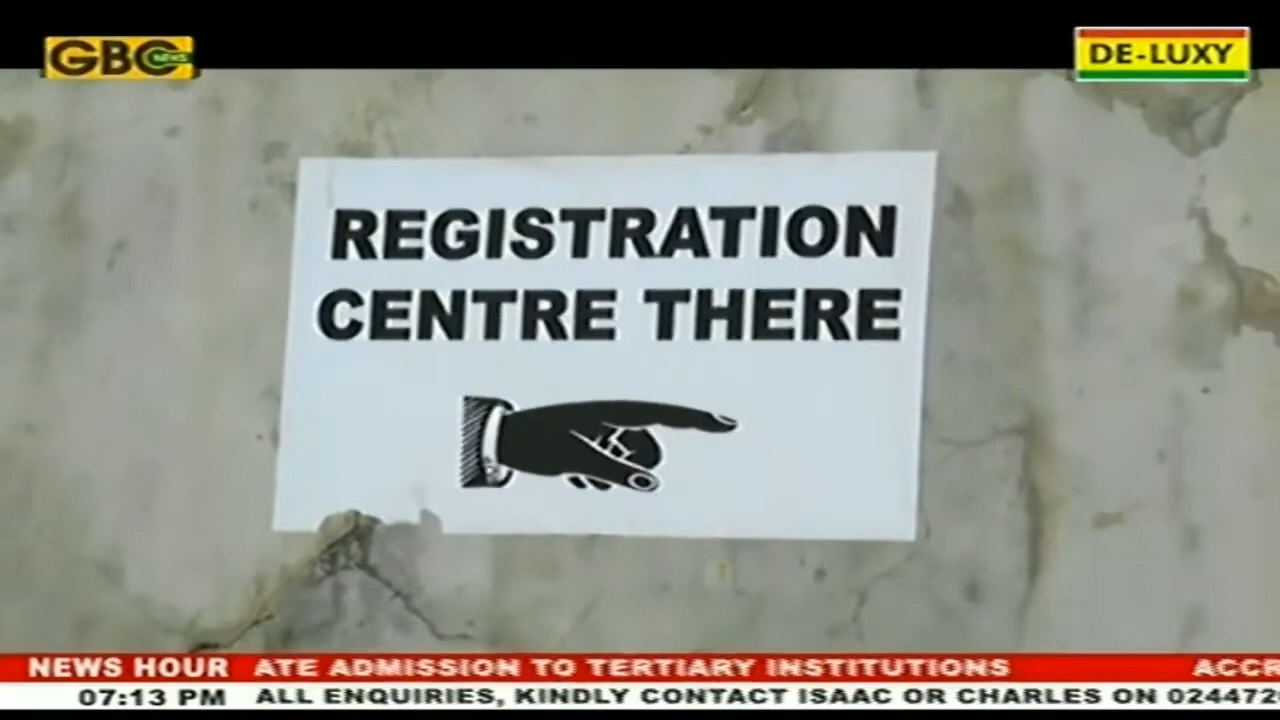 GBC NEWS
DE-LUXY
REGISTRATION
CENTRE THERE
NEWS HOUR ATE ADMISSION TO TERTIARY INSTITUTIONS ACCR
07:13 PM ALL ENQUIRIES, KINDLY CONTACT ISAAC OR CHARLES ON 024472